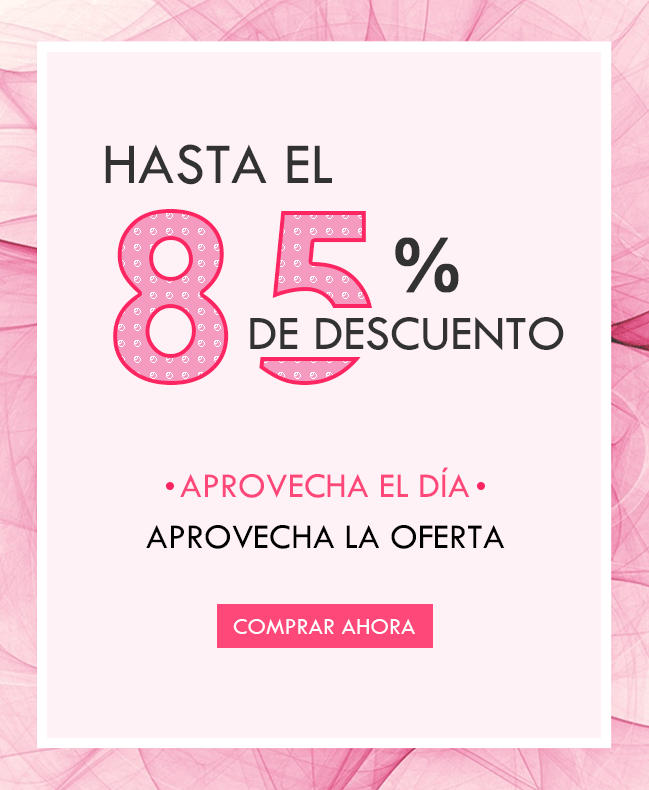 HASTA EL
85%
DE DESCUENTO
•APROVECHA EL DÍA•
APROVECHA LA OFERTA
COMPRAR AHORA